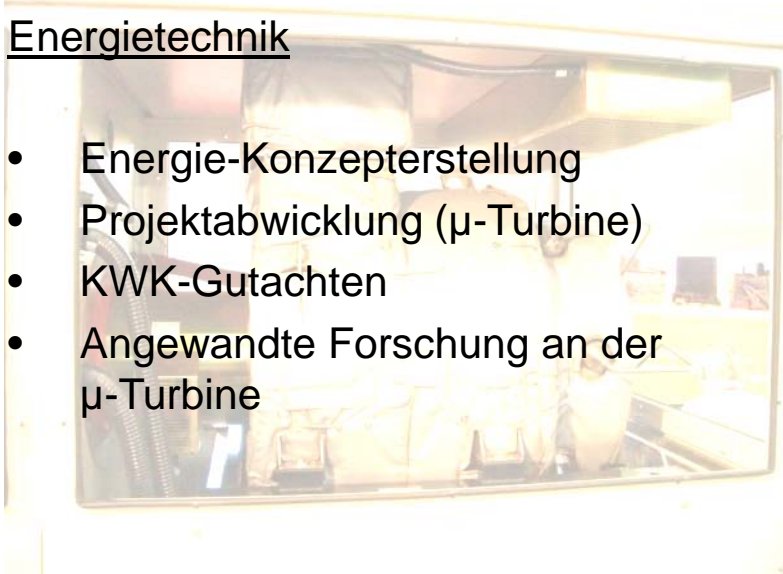 Energietechnik
• Energie-Konzepterstellung
• Projektabwicklung (µ-Turbine)
• KWK-Gutachten
• Angewandte Forschung an der
µ-Turbine